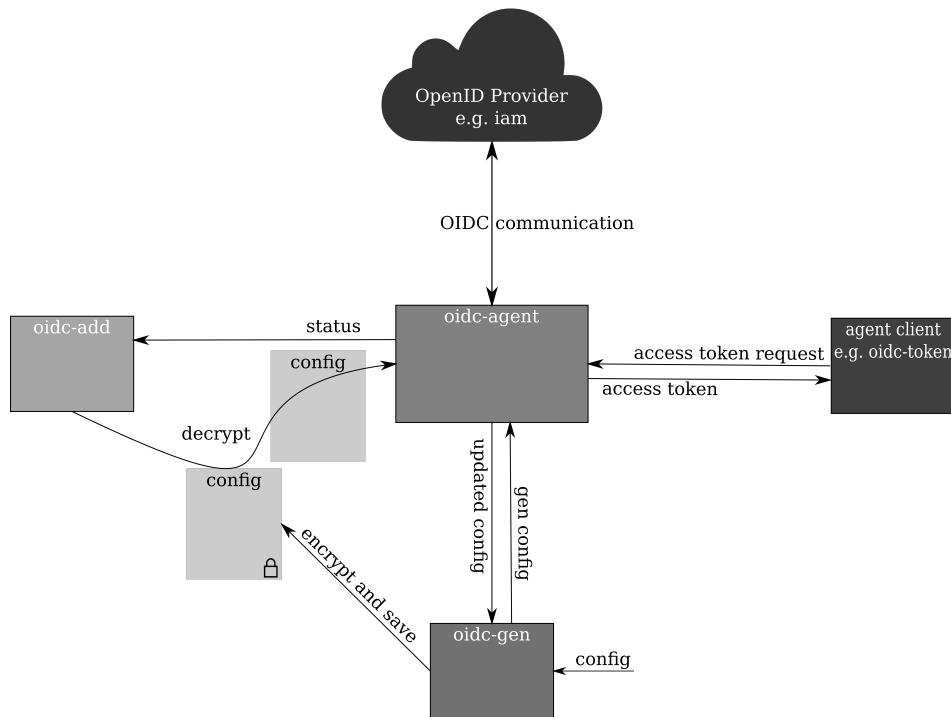 OpenID Provider
e.g. iam
OIDC communication
oidc-add
status
oidc-agent
agent client
e.g. oidc-token
access token request
access token
config
decrypt
config
updated config
gen config
encrypt and save
oidc-gen
config